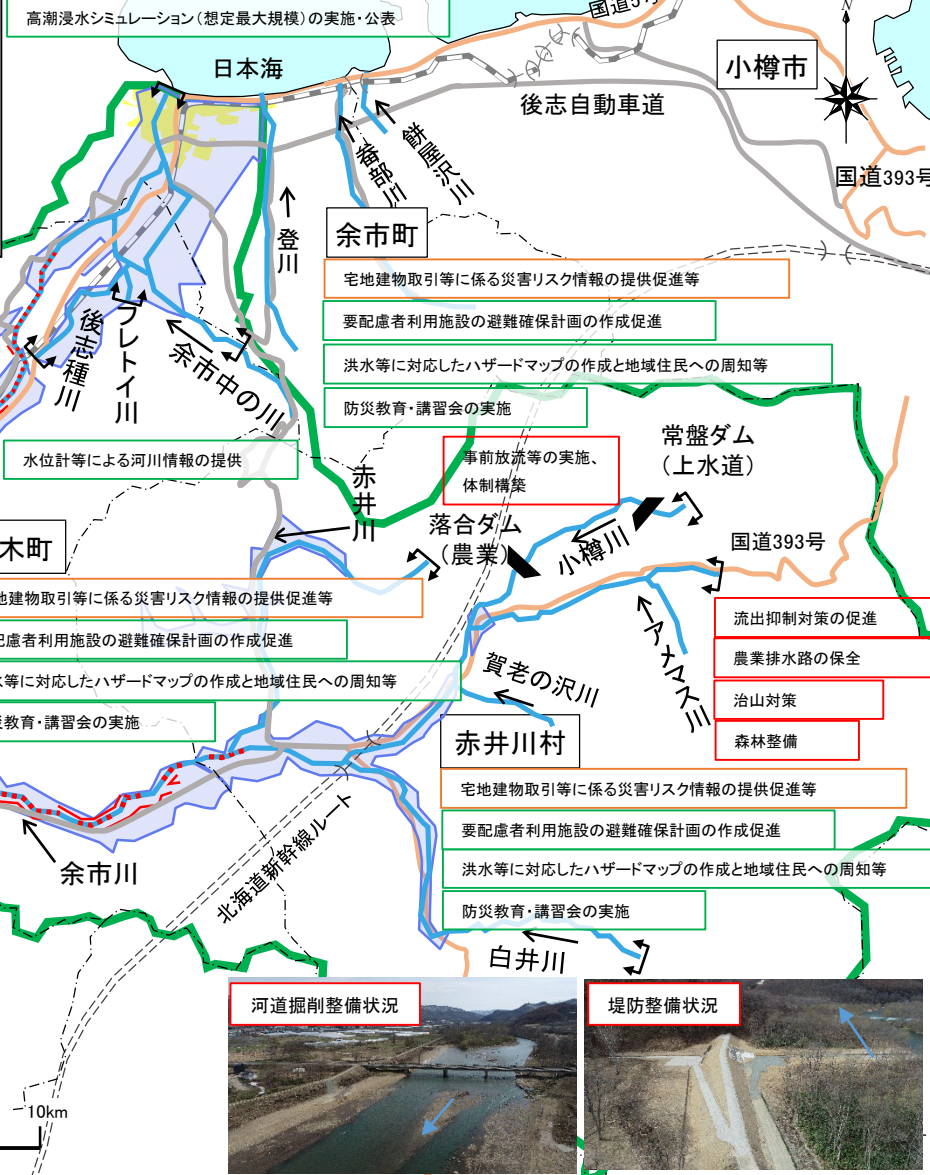 高潮浸水シミュレーション（想定最大規模）の実施・公表
国道5
N
日本海
小樽市
後志自動車道
餅屋沢川
畚部川
国道393号
登川
余市町
宅地建物取引等に係る災害リスク情報の提供促進等
要配慮者利用施設の避難確保計画の作成促進
洪水等に対応したハザードマップの作成と地域住民への周知等
防災教育・講習会の実施
後志種川
フレトイ川
余市中の川
水位計等による河川情報の提供
事前放流等の実施、
体制構築
常盤ダム
（上水道）
赤井川
落合ダム
（農業）
小樽川
国道393号
木町
地建物取引等に係る災害リスク情報の提供促進等
配慮者利用施設の避難確保計画の作成促進
水等に対応したハザードマップの作成と地域住民への周知等
災教育・講習会の実施
アメマス川
流出抑制対策の促進
農業排水路の保全
治山対策
森林整備
賀老の沢川
赤井川村
宅地建物取引等に係る災害リスク情報の提供促進等
要配慮者利用施設の避難確保計画の作成促進
洪水等に対応したハザードマップの作成と地域住民への周知等
防災教育・講習会の実施
余市川
北海道新幹線ルート
白井川
河道掘削整備状況
堤防整備状況
10km